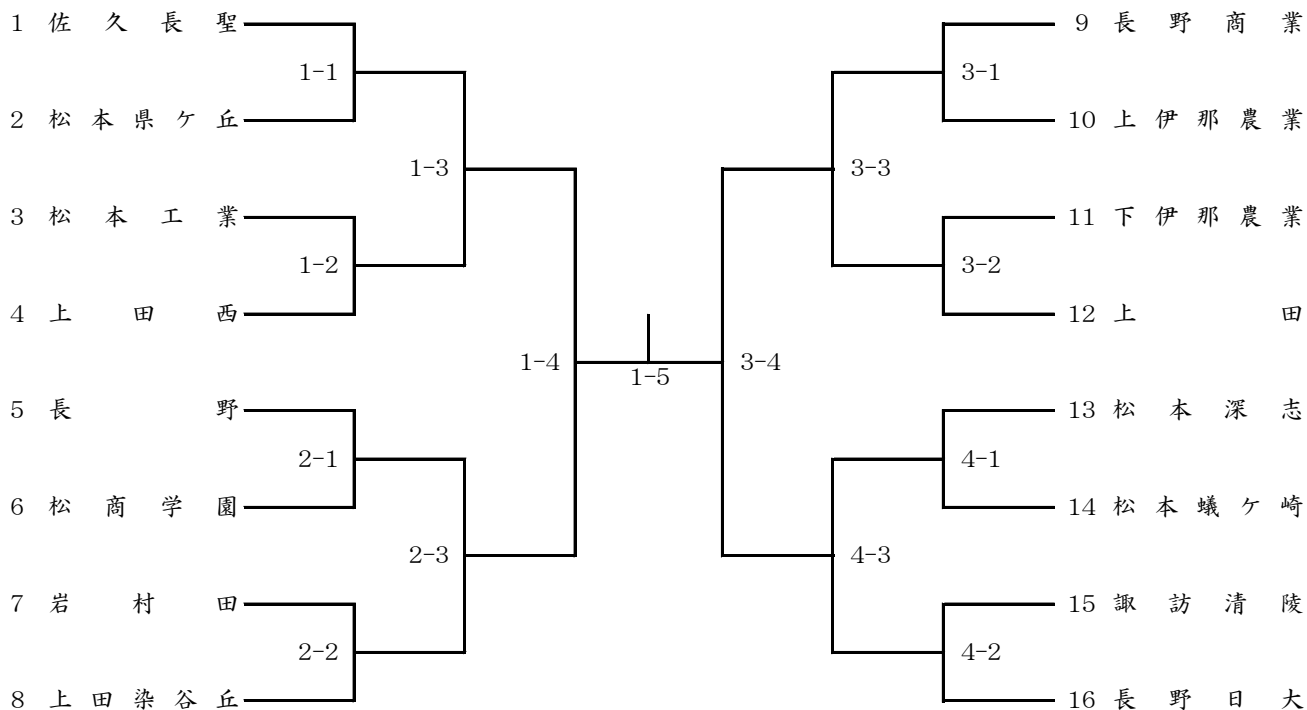 1 佐久長聖
1-1
2 松本県ケ丘
1-3
3 松本工業
1-2
4 上田西
1-4
5 長野
2-1
6 松商学園
2-3
7 岩村田
2-2
8 上田染谷丘
1-5
9 長野商業
3-1
10 上伊那農業
3-3
11 下伊那農業
3-2
12 上田
3-4
13 松本深志
4-1
14 松本蟻ケ崎
4-3
15 諏訪清陵
4-2
16 長野日大